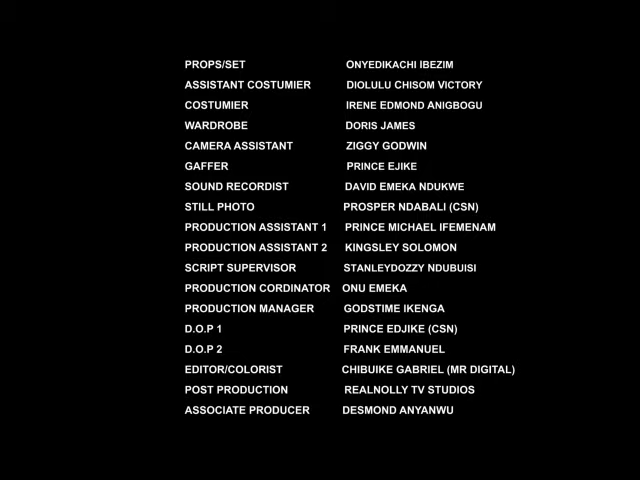 PROPS/SET ONYEDIKACHI IBEZIM
ASSISTANT COSTUMIER DIOLULU CHISOM VICTORY
COSTUMIER IRENE EDMOND ANIGBOGU
WARDROBE DORIS JAMES
CAMERA ASSISTANT ZIGGY GODWIN
GAFFER PRINCE EJIKE
SOUND RECORDIST DAVID EMEKA NDUKWE
STILL PHOTO PROSPER NDABALI (CSN)
PRODUCTION ASSISTANT 1 PRINCE MICHAEL IFEMENAM
PRODUCTION ASSISTANT 2 KINGSLEY SOLOMON
SCRIPT SUPERVISOR STANLEYDOZZY NDUBUISI
PRODUCTION CORDINATOR ONU EMEKA
PRODUCTION MANAGER GODSTIME IKENGA
D.O.P 1 PRINCE EDJIKE (CSN)
D.O.P 2 FRANK EMMANUEL
EDITOR/COLORIST CHIBUIKE GABRIEL (MR DIGITAL)
POST PRODUCTION REALNOLLY TV STUDIOS
ASSOCIATE PRODUCER DESMOND ANYANWU